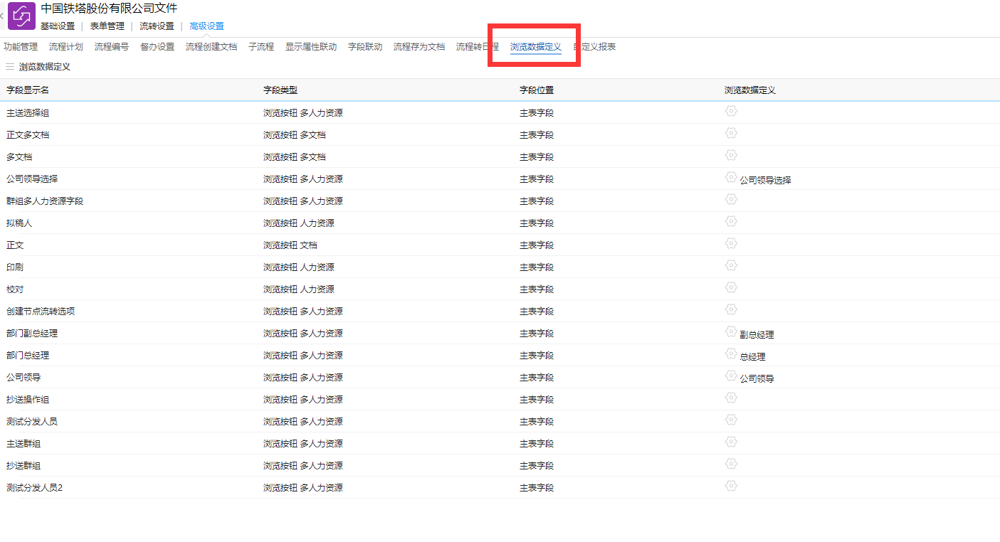 中国铁塔股份有限公司文件
基础设置 | 表单管理 | 流转设置 | 高级设置
功能管理 流程计划 流程编号 督办设置 流程创建文档 子流程 显示属性联动 字段联动 流程存为文档 流程转日程 浏览数据定义 自定义报表
浏览数据定义
字段显示名 字段类型 字段位置 浏览数据定义
主送选择组 浏览按钮 多人力资源 主表字段
正文多文档 浏览按钮 多文档 主表字段
多文档 浏览按钮 多文档 主表字段
公司领导选择 浏览按钮 多人力资源 主表字段 公司领导选择
群组多人力资源字段 浏览按钮 多人力资源 主表字段
拟稿人 浏览按钮 人力资源 主表字段
正文 浏览按钮 文档 主表字段
印刷 浏览按钮 人力资源 主表字段
校对 浏览按钮 人力资源 主表字段
创建节点流转选项 浏览按钮 多人力资源 主表字段
部门副总经理 浏览按钮 多人力资源 主表字段 副总经理
部门总经理 浏览按钮 多人力资源 主表字段 总经理
公司领导 浏览按钮 多人力资源 主表字段 公司领导
抄送操作组 浏览按钮 多人力资源 主表字段
测试分发人员 浏览按钮 多人力资源 主表字段
主送群组 浏览按钮 多人力资源 主表字段
抄送群组 浏览按钮 多人力资源 主表字段
测试分发人员2 浏览按钮 多人力资源 主表字段